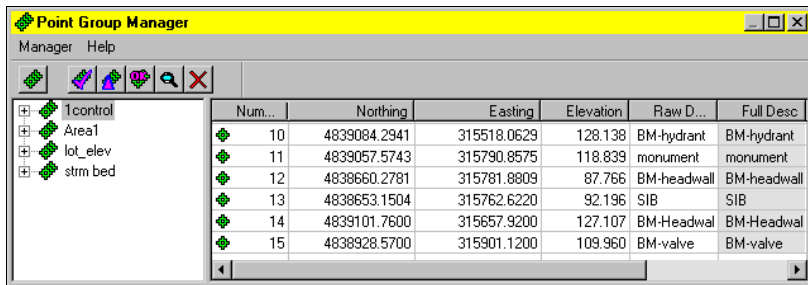 Point Group Manager
Manager Help
1control
Area1
lot_elev
strm bed
Num... Northing Easting Elevation Raw D... Full Desc
10 4839084.2941 315518.0629 128.138 BM-hydrant BM-hydrant
11 4839057.5743 315790.8575 118.839 monument monument
12 4838660.2781 315781.8809 87.766 BM-headwall BM-headwall
13 4838653.1504 315762.6220 92.196 SIB SIB
14 4839101.7600 315657.9200 127.107 BM-Headwal BM-Headwal
15 4838928.5700 315901.1200 109.960 BM-valve BM-valve